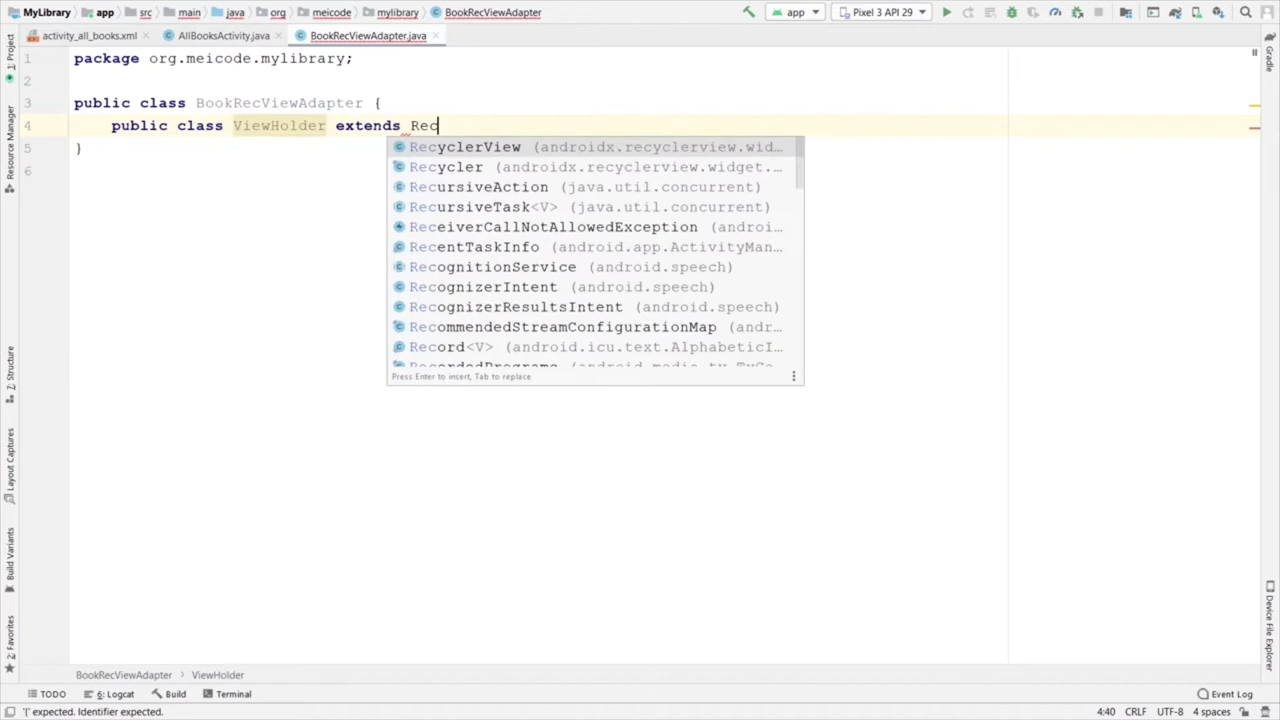 MyLibrary app src main java org meicode mylibrary BookRecViewAdapter app Pixel 3 API 29
activity_all_books.xml AllBooksActivity.java BookRecViewAdapter.java
1 package org.meicode.mylibrary;
2
3 public class BookRecViewAdapter {
4 public class ViewHolder extends Rec
5 }
6
RecyclerView (androidx.recyclerview.wid…
Recycler (androidx.recyclerview.widget.…
RecursiveAction (java.util.concurrent)
RecursiveTask<V> (java.util.concurrent)
ReceiverCallNotAllowedException (androi…
RecentTaskInfo (android.app.ActivityMan…
RecognitionService (android.speech)
RecognizerIntent (android.speech)
RecognizerResultsIntent (android.speech)
RecommendedStreamConfigurationMap (andr…
Record<V> (android.icu.text.AlphabeticI…
Press Enter to insert, Tab to replace
1: Project
Resource Manager
Z: Structure
Layout Captures
Build Variants
2: Favorites
Gradle
Device File Explorer
BookRecViewAdapter ViewHolder
TODO 6: Logcat Build Terminal Event Log
'{' expected. Identifier expected. 4:40 CRLF UTF-8 4 spaces